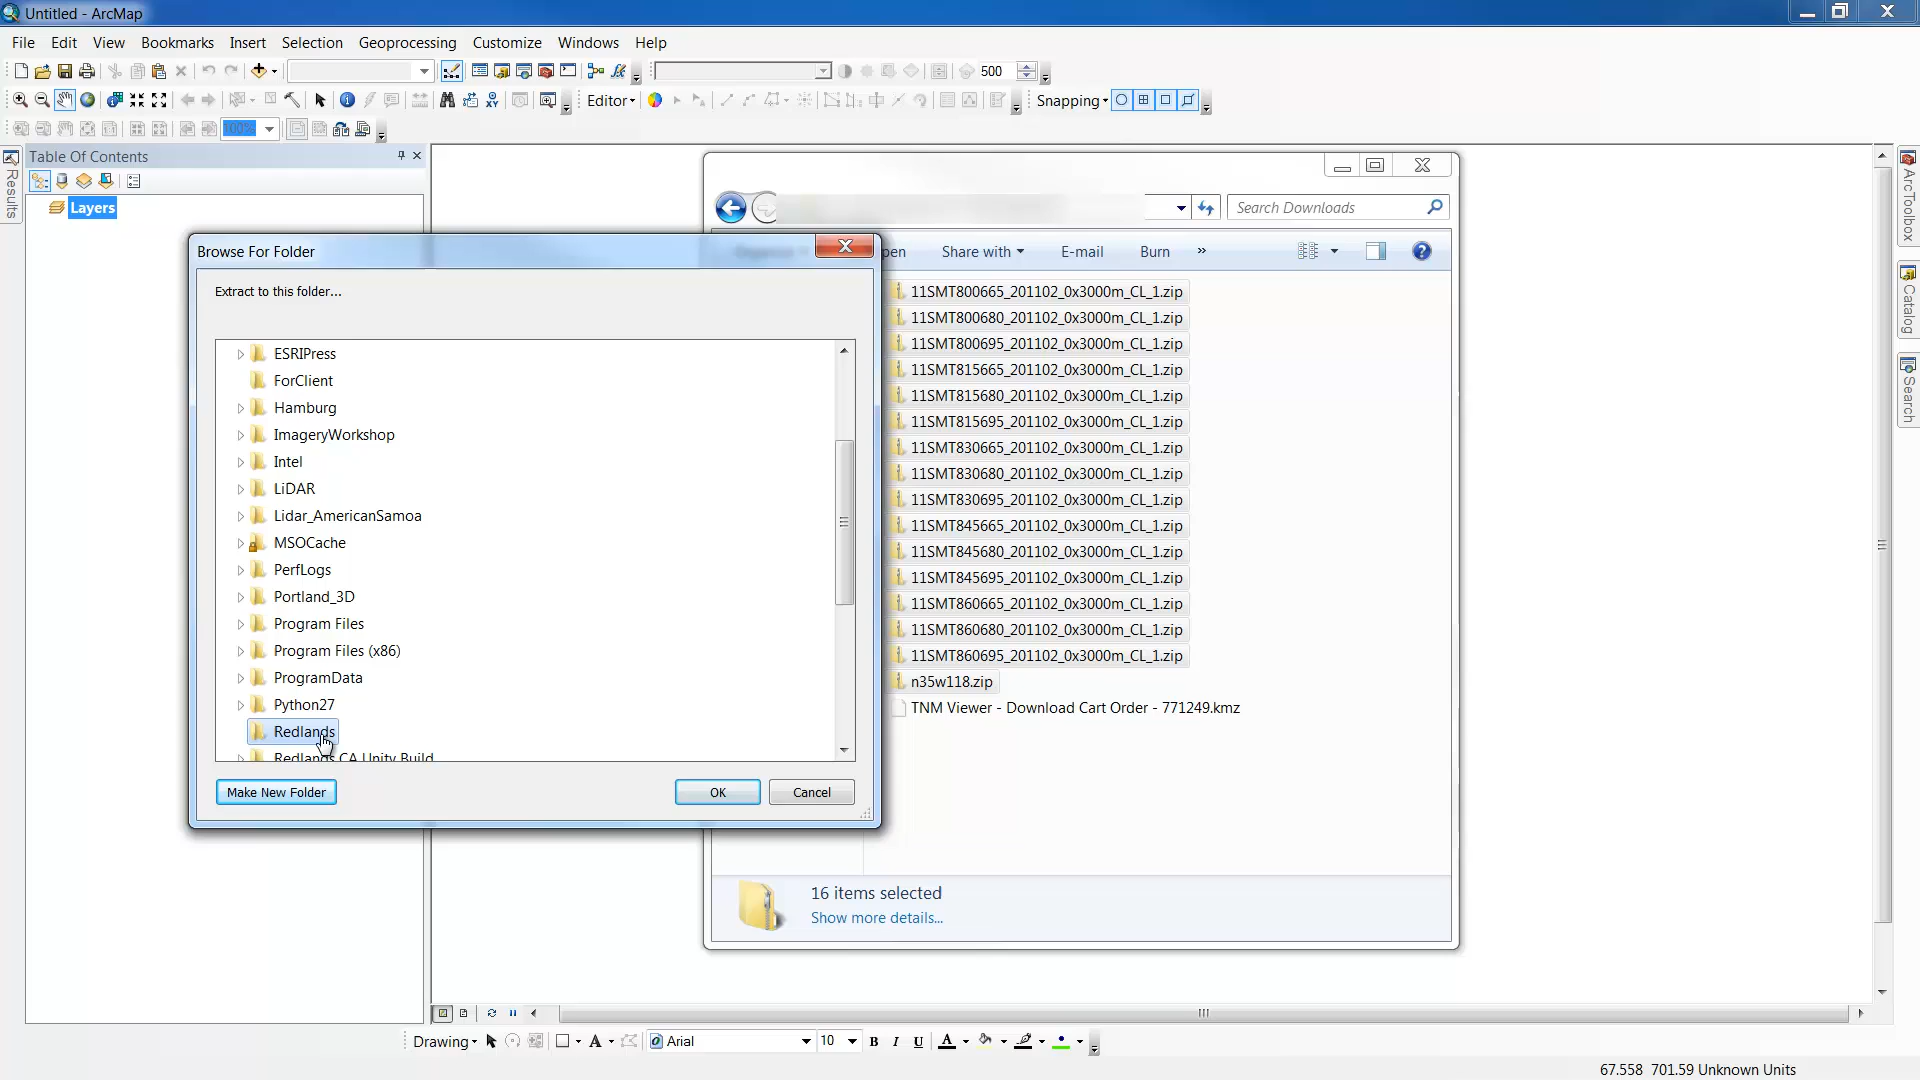 Untitled - ArcMap
File Edit View Bookmarks Insert Selection Geoprocessing Customize Windows Help
500
Editor
Snapping
100%
Table Of Contents
Results
Layers
ArcToolbox
Catalog
Search
Search Downloads
pen Share with E-mail Burn »
Browse For Folder
Extract to this folder...
ESRIPress
ForClient
Hamburg
ImageryWorkshop
Intel
LiDAR
Lidar_AmericanSamoa
MSOCache
PerfLogs
Portland_3D
Program Files
Program Files (x86)
ProgramData
Python27
Redlands
Redlands CA Unity Build
Make New Folder
OK
Cancel
11SMT800665_201102_0x3000m_CL_1.zip
11SMT800680_201102_0x3000m_CL_1.zip
11SMT800695_201102_0x3000m_CL_1.zip
11SMT815665_201102_0x3000m_CL_1.zip
11SMT815680_201102_0x3000m_CL_1.zip
11SMT815695_201102_0x3000m_CL_1.zip
11SMT830665_201102_0x3000m_CL_1.zip
11SMT830680_201102_0x3000m_CL_1.zip
11SMT830695_201102_0x3000m_CL_1.zip
11SMT845665_201102_0x3000m_CL_1.zip
11SMT845680_201102_0x3000m_CL_1.zip
11SMT845695_201102_0x3000m_CL_1.zip
11SMT860665_201102_0x3000m_CL_1.zip
11SMT860680_201102_0x3000m_CL_1.zip
11SMT860695_201102_0x3000m_CL_1.zip
n35w118.zip
TNM Viewer - Download Cart Order - 771249.kmz
16 items selected
Show more details...
Drawing A Arial 10 B I U A
67.558 701.59 Unknown Units